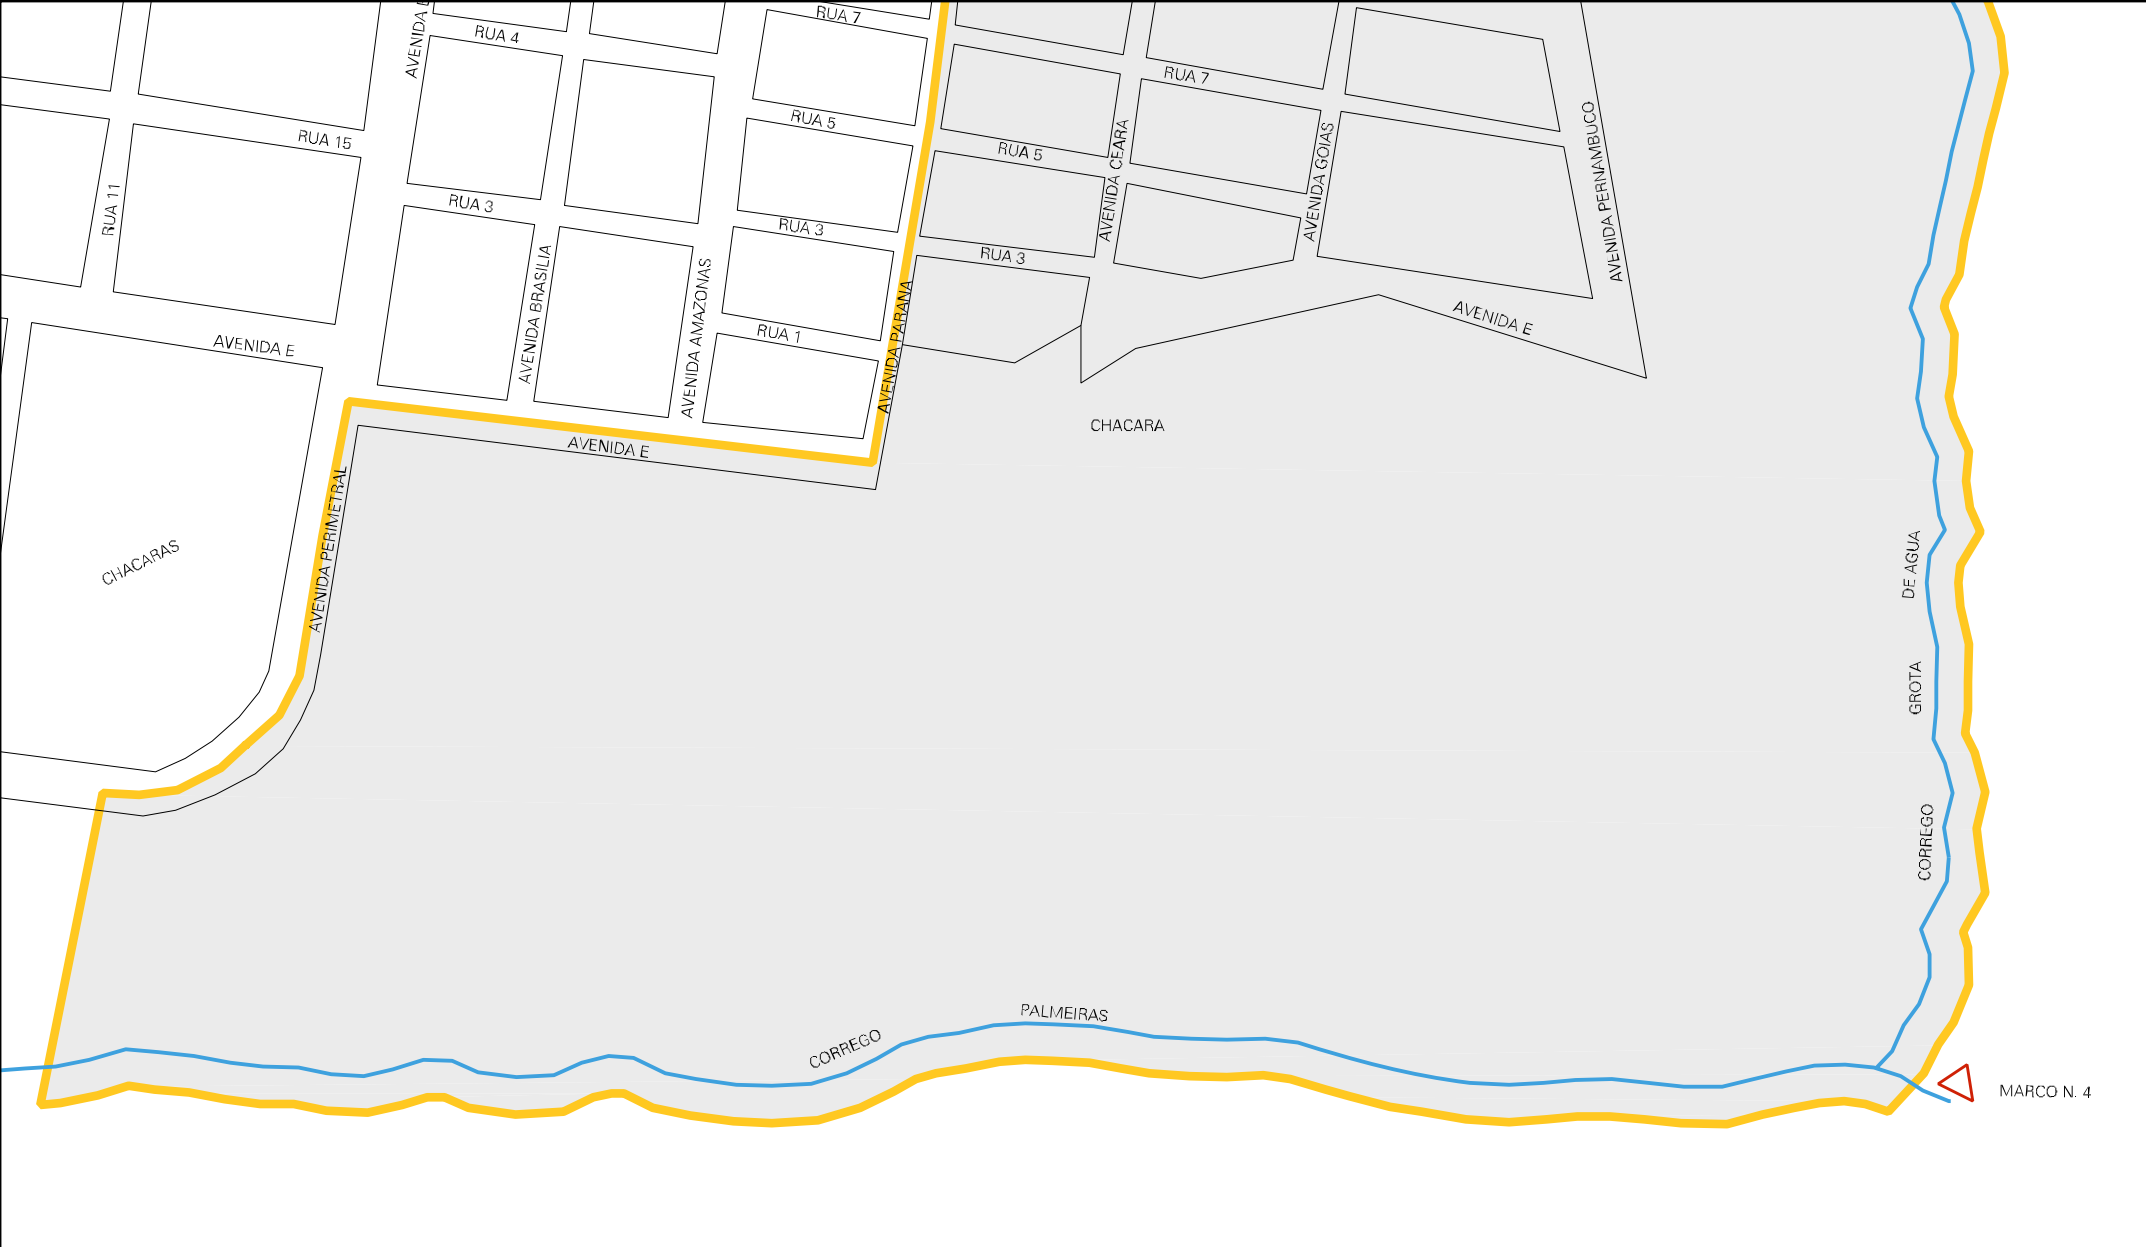 RUA 7
AVENIDA
RUA 4
RUA 7
RUA 15
RUA 5
RUA 5
AVENIDA CEARA
AVENIDA GOIAS
AVENIDA PERNAMBUCO
RUA 11
RUA 3
RUA 3
RUA 3
AVENIDA E
AVENIDA BRASILIA
AVENIDA AMAZONAS
RUA 1
AVENIDA PARANA
AVENIDA E
CHACARA
AVENIDA E
AVENIDA PERIMETRAL
CHACARAS
DE AGUA
GROTA
CORREGO
PALMEIRAS
CORREGO
MARCO N. 4